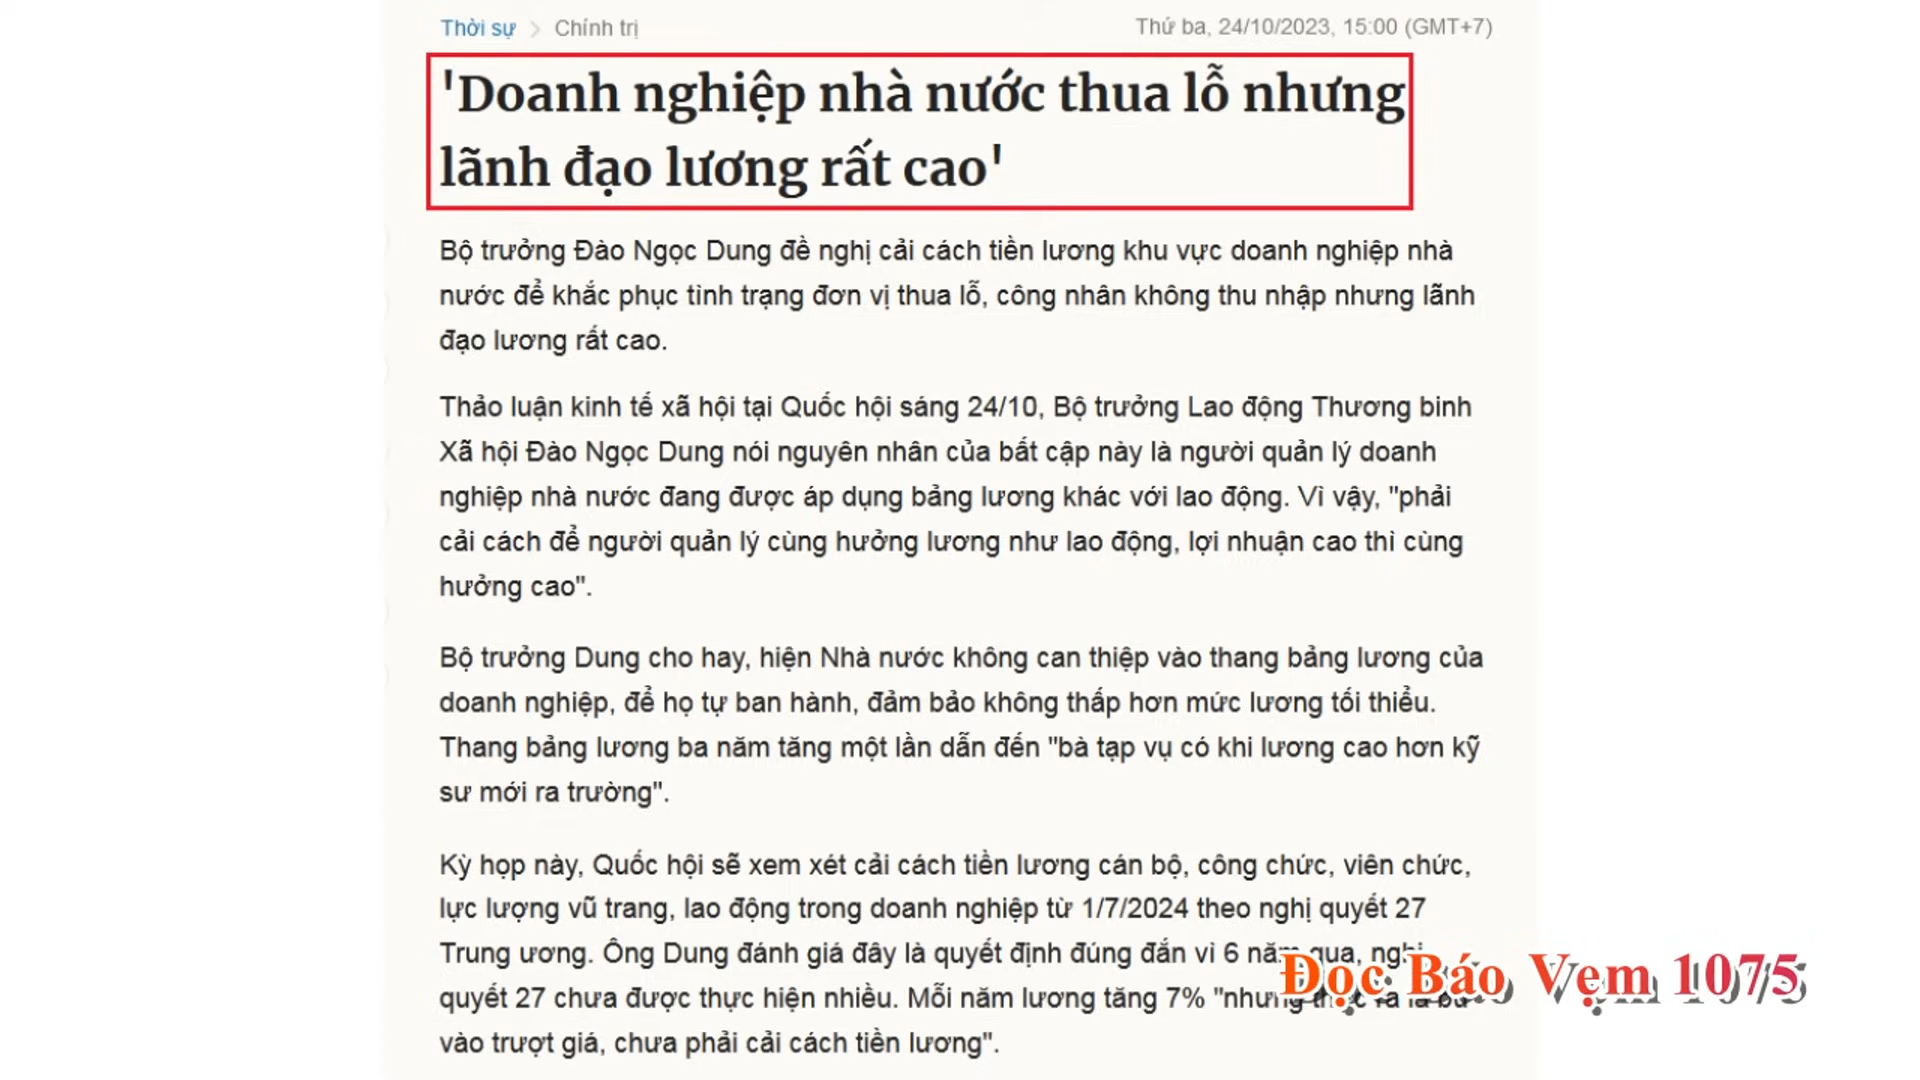 Thời sự > Chính trị
Thứ ba, 24/10/2023, 15:00 (GMT+7)
'Doanh nghiệp nhà nước thua lỗ nhưng
lãnh đạo lương rất cao'
Bộ trưởng Đào Ngọc Dung đề nghị cải cách tiền lương khu vực doanh nghiệp nhà
nước để khắc phục tình trạng đơn vị thua lỗ, công nhân không thu nhập nhưng lãnh
đạo lương rất cao.
Thảo luận kinh tế xã hội tại Quốc hội sáng 24/10, Bộ trưởng Lao động Thương binh
Xã hội Đào Ngọc Dung nói nguyên nhân của bất cập này là người quản lý doanh
nghiệp nhà nước đang được áp dụng bảng lương khác với lao động. Vì vậy, "phải
cải cách để người quản lý cùng hưởng lương như lao động, lợi nhuận cao thì cùng
hưởng cao".
Bộ trưởng Dung cho hay, hiện Nhà nước không can thiệp vào thang bảng lương của
doanh nghiệp, để họ tự ban hành, đảm bảo không thấp hơn mức lương tối thiểu.
Thang bảng lương ba năm tăng một lần dẫn đến "bà tạp vụ có khi lương cao hơn kỹ
sư mới ra trường".
Kỳ họp này, Quốc hội sẽ xem xét cải cách tiền lương cán bộ, công chức, viên chức,
lực lượng vũ trang, lao động trong doanh nghiệp từ 1/7/2024 theo nghị quyết 27
Trung ương. Ông Dung đánh giá đây là quyết định đúng đắn vì 6 năm qua, nghị
quyết 27 chưa được thực hiện nhiều. Mỗi năm lương tăng 7% "nhưng thực ra là bù
vào trượt giá, chưa phải cải cách tiền lương".
Đọc Báo Vẹm 1075